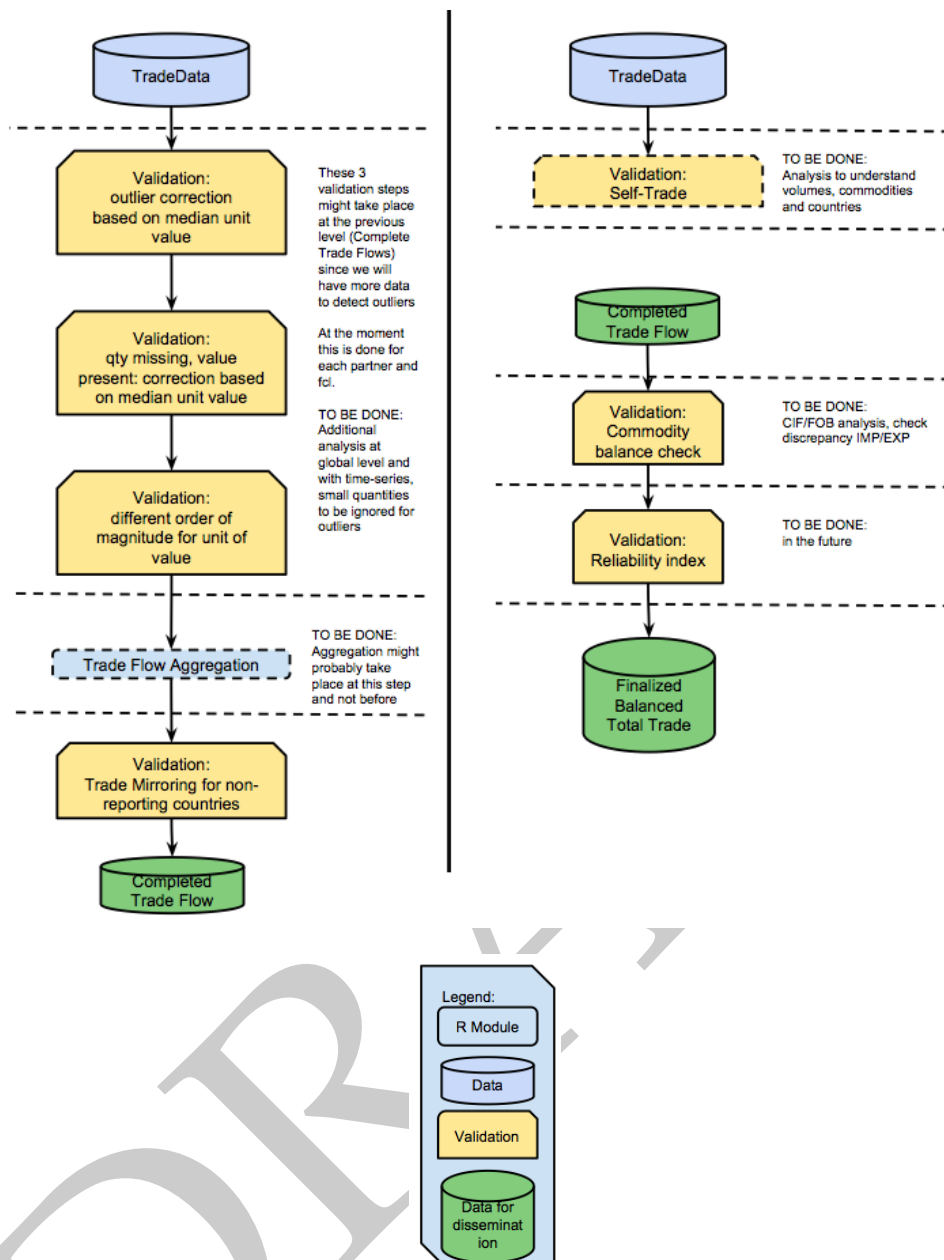 TradeData
Validation:
outlier correction
based on median unit
value
These 3
validation steps
might take place
at the previous
level (Complete
Trade Flows)
since we will
have more data
to detect outliers
At the moment
this is done for
each partner and
fcl.
TO BE DONE:
Additional
analysis at
global level and
with time-series,
small quantities
to be ignored for
outliers
Validation:
qty missing, value
present: correction based
on median unit value
Validation:
different order of
magnitude for unit of
value
Trade Flow Aggregation
TO BE DONE:
Aggregation might
probably take
place at this step
and not before
Validation:
Trade Mirroring for non-
reporting countries
Completed
Trade Flow
TradeData
Validation:
Self-Trade
TO BE DONE:
Analysis to understand
volumes, commodities
and countries
Completed
Trade Flow
Validation:
Commodity
balance check
TO BE DONE:
CIF/FOB analysis, check
discrepancy IMP/EXP
Validation:
Reliability index
TO BE DONE:
in the future
Finalized
Balanced
Total Trade
Legend:
R Module
Data
Validation
Data for
disseminat
ion